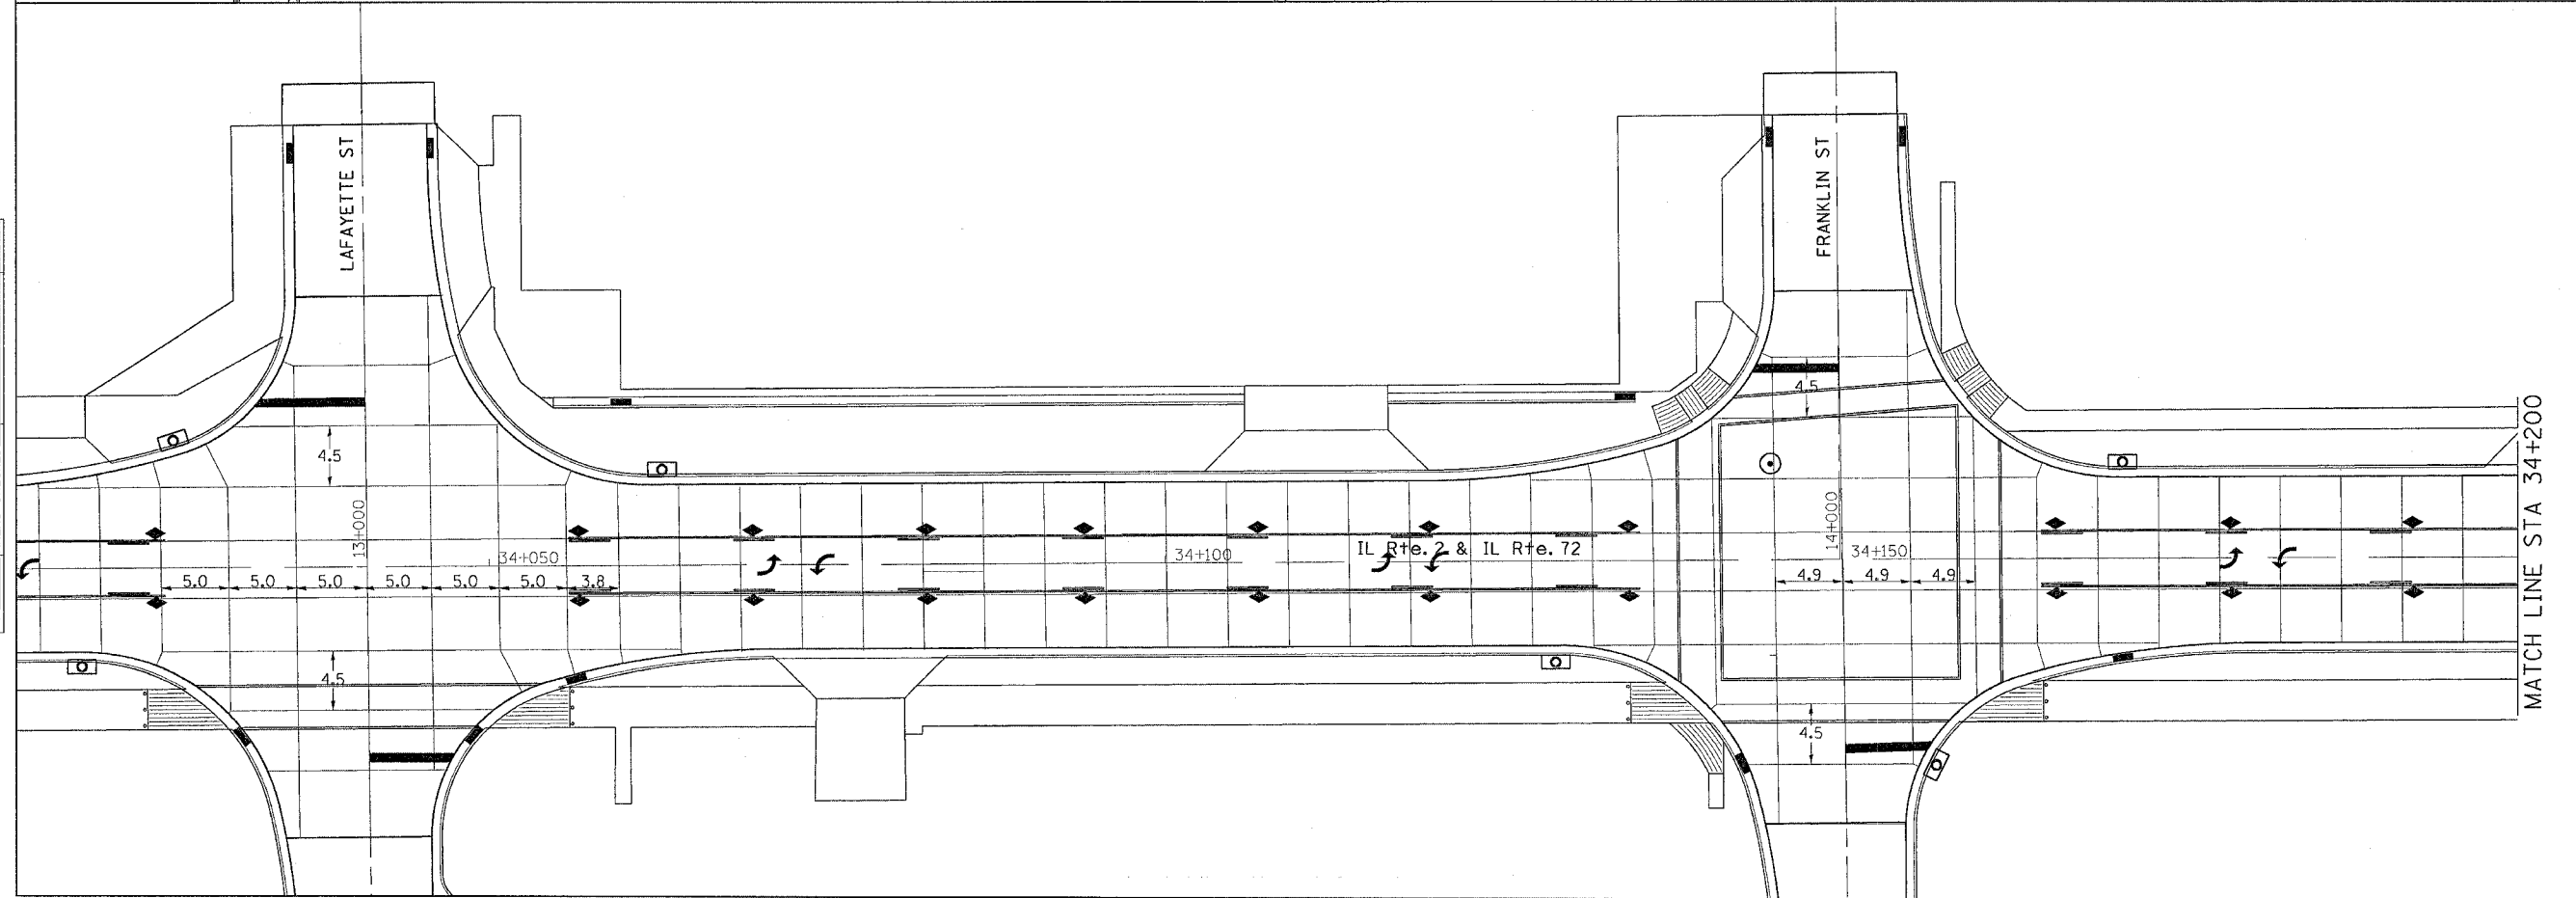 LAFAYETTE ST
FRANKLIN ST
4.5
4.5
MATCH LINE STA 34+200
13+000
34+050
34+100
IL Rte. 2 & IL Rte. 72
14+000
34+150
5.0 5.0 5.0 5.0 5.0 5.0 3.8
4.9 4.9 4.9
4.5
4.5